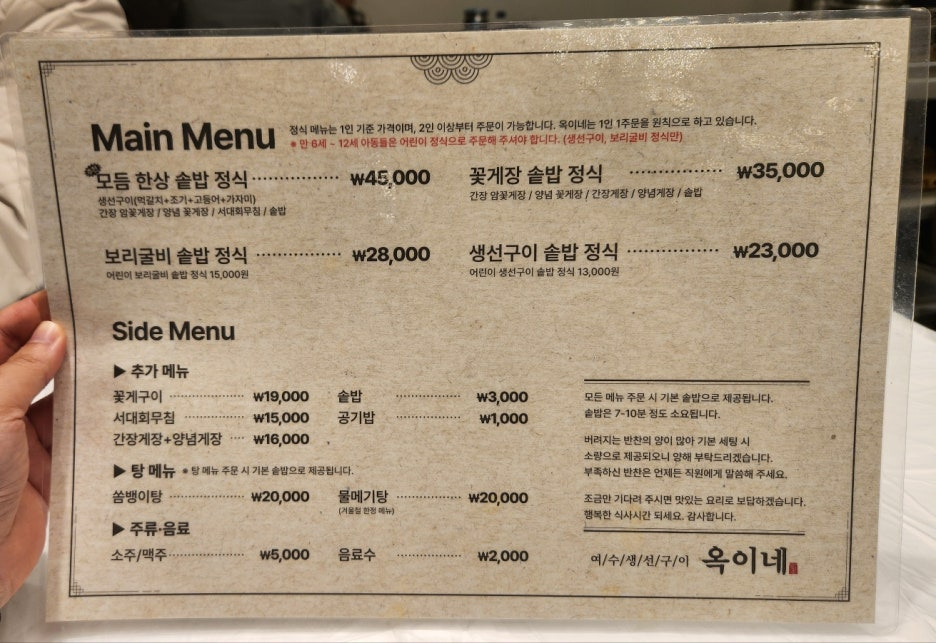 Main Menu
정식 메뉴는 1인 기준 가격이며, 2인 이상부터 주문이 가능합니다. 옥이네는 1인 1주문을 원칙으로 하고 있습니다.
* 만 6세 ~ 12세 아동들은 어린이 정식으로 주문해 주셔야 합니다. (생선구이, 보리굴비 정식만)
모듬 한상 솥밥 정식 ₩45,000
생선구이(먹갈치+조기+고등어+가자미)
간장 암꽃게장 / 양념 꽃게장 / 서대회무침 / 솥밥
꽃게장 솥밥 정식 ₩35,000
간장 암꽃게장 / 양념 꽃게장 / 간장게장 / 양념게장 / 솥밥
보리굴비 솥밥 정식 ₩28,000
어린이 보리굴비 솥밥 정식 15,000원
생선구이 솥밥 정식 ₩23,000
어린이 생선구이 솥밥 정식 13,000원
Side Menu
▶ 추가 메뉴
꽃게구이 ₩19,000
솥밥 ₩3,000
서대회무침 ₩15,000
공기밥 ₩1,000
간장게장+양념게장 ₩16,000
▶ 탕 메뉴 * 탕 메뉴 주문 시 기본 솥밥으로 제공됩니다.
쏨뱅이탕 ₩20,000
물메기탕 ₩20,000
(겨울철 한정 메뉴)
▶ 주류·음료
소주/맥주 ₩5,000
음료수 ₩2,000
모든 메뉴 주문 시 기본 솥밥으로 제공됩니다.
솥밥은 7-10분 정도 소요됩니다.
버려지는 반찬의 양이 많아 기본 세팅 시
소량으로 제공되오니 양해 부탁드리겠습니다.
부족하신 반찬은 언제든 직원에게 말씀해 주세요.
조금만 기다려 주시면 맛있는 요리로 보답하겠습니다.
행복한 식사시간 되세요. 감사합니다.
여/수/생/선/구/이 옥이네